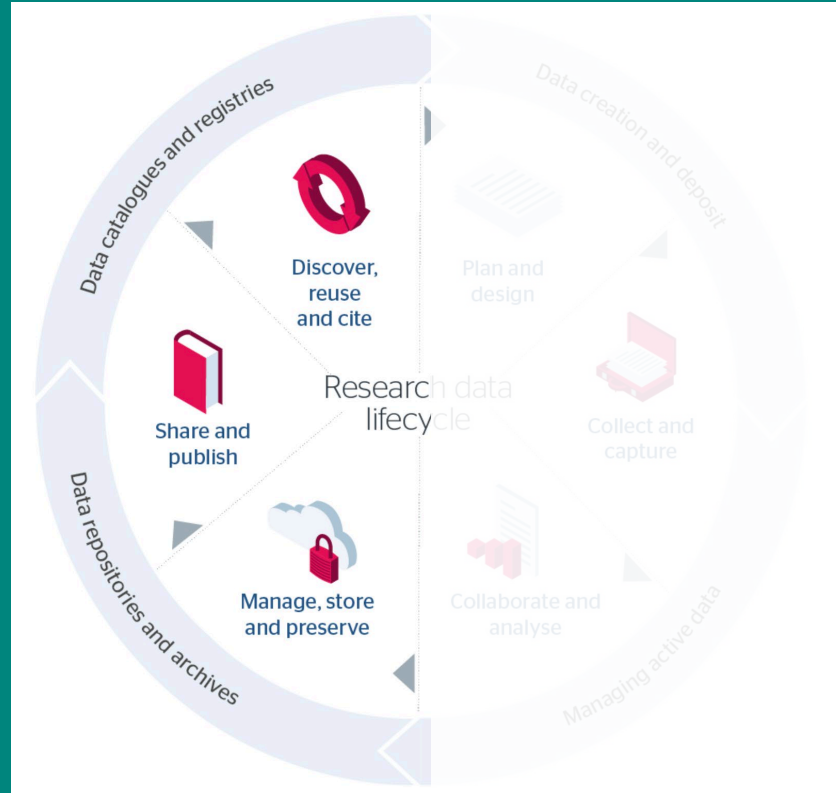 Data catalogues and registries
Data creation and deposit
Discover,
reuse
and cite
Plan and
design
Research data
lifecycle
Share and
publish
Collect and
capture
Manage, store
and preserve
Collaborate and
analyse
Data repositories and archives
Managing active data